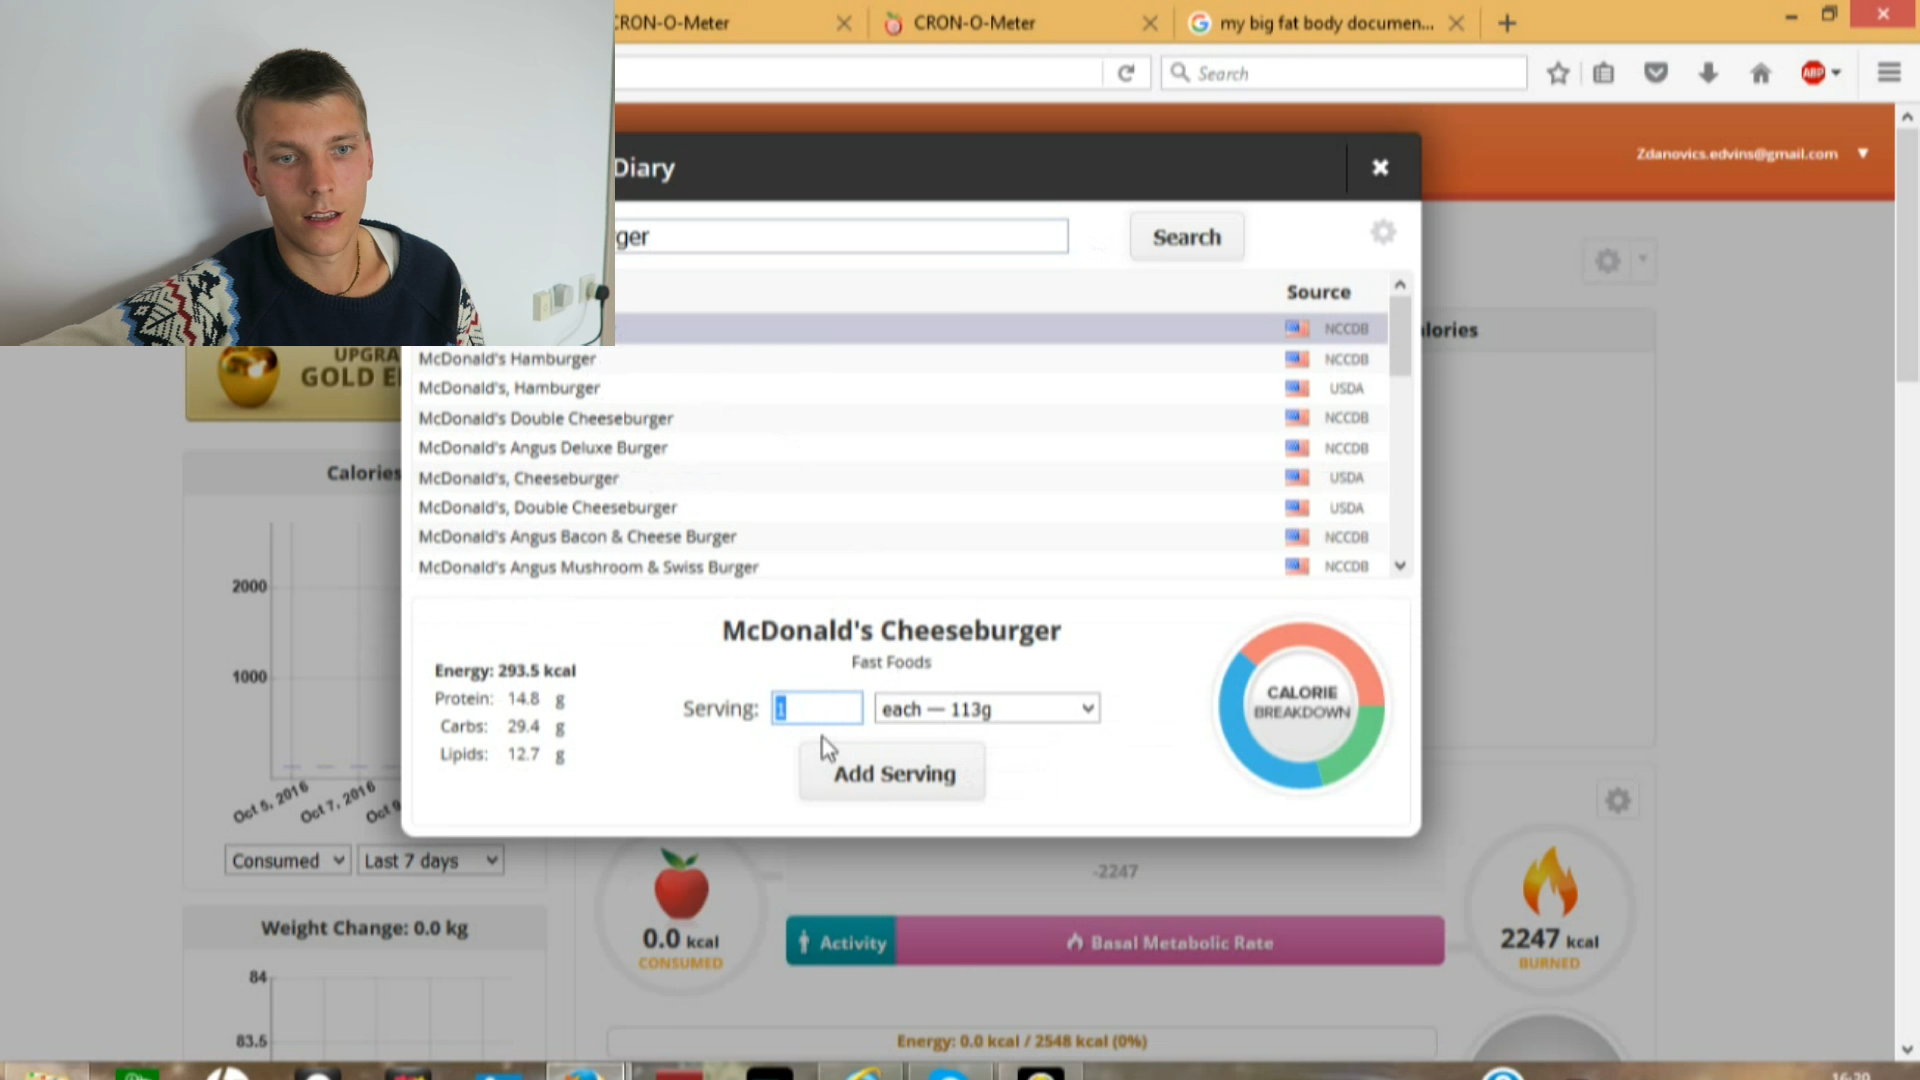 CRON-O-Meter
CRON-O-Meter
my big fat body documen...
Search
ABP
Zdanovics.edvins@gmail.com
Diary
ger
Search
Source
NCCDB
McDonald's Hamburger NCCDB
McDonald's, Hamburger USDA
McDonald's Double Cheeseburger NCCDB
McDonald's Angus Deluxe Burger NCCDB
McDonald's, Cheeseburger USDA
McDonald's, Double Cheeseburger USDA
McDonald's Angus Bacon & Cheese Burger NCCDB
McDonald's Angus Mushroom & Swiss Burger NCCDB
McDonald's Cheeseburger
Fast Foods
Energy: 293.5 kcal
Protein: 14.8 g
Carbs: 29.4 g
Lipids: 12.7 g
Serving: 1 each — 113g
Add Serving
CALORIE
BREAKDOWN
UPGRA
GOLD E
Calories
lories
2000
1000
Oct 5, 2016 Oct 7, 2016 Oct 9
Consumed Last 7 days
Weight Change: 0.0 kg
84
83.5
0.0 kcal
CONSUMED
-2247
Activity Basal Metabolic Rate
2247 kcal
BURNED
Energy: 0.0 kcal / 2548 kcal (0%)
16:20